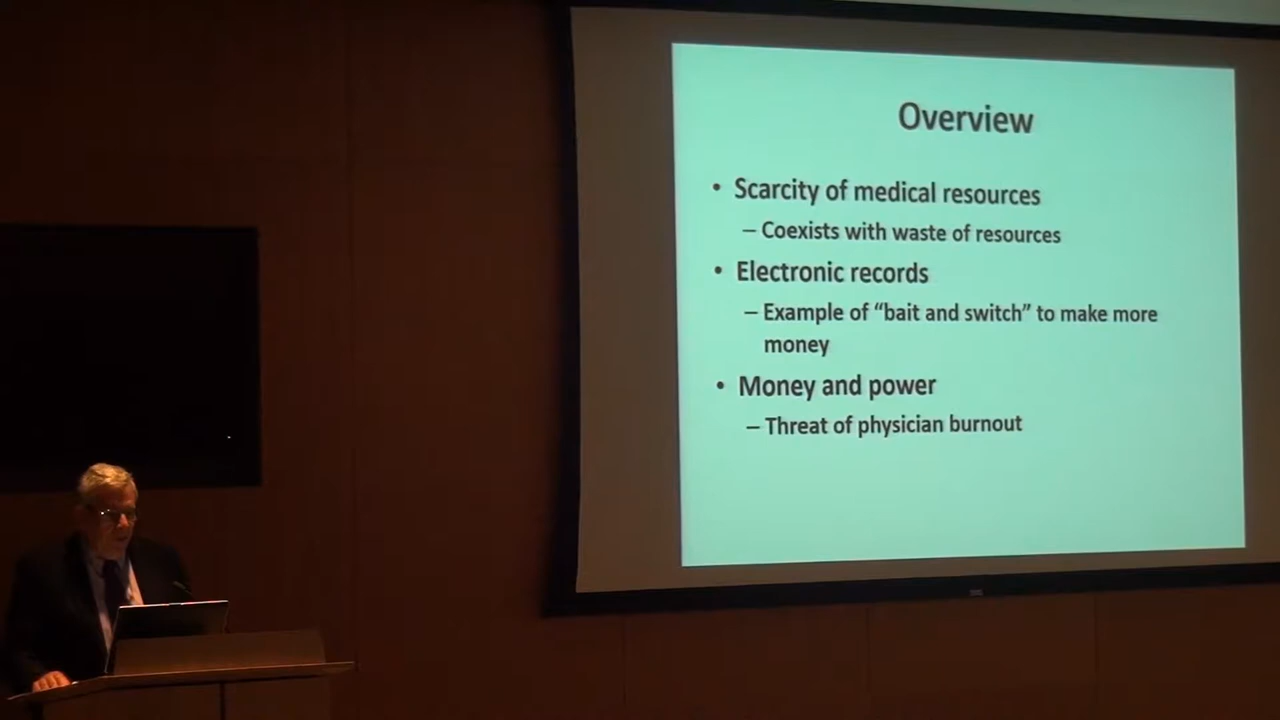 Overview
• Scarcity of medical resources
– Coexists with waste of resources
• Electronic records
– Example of “bait and switch” to make more
money
• Money and power
– Threat of physician burnout